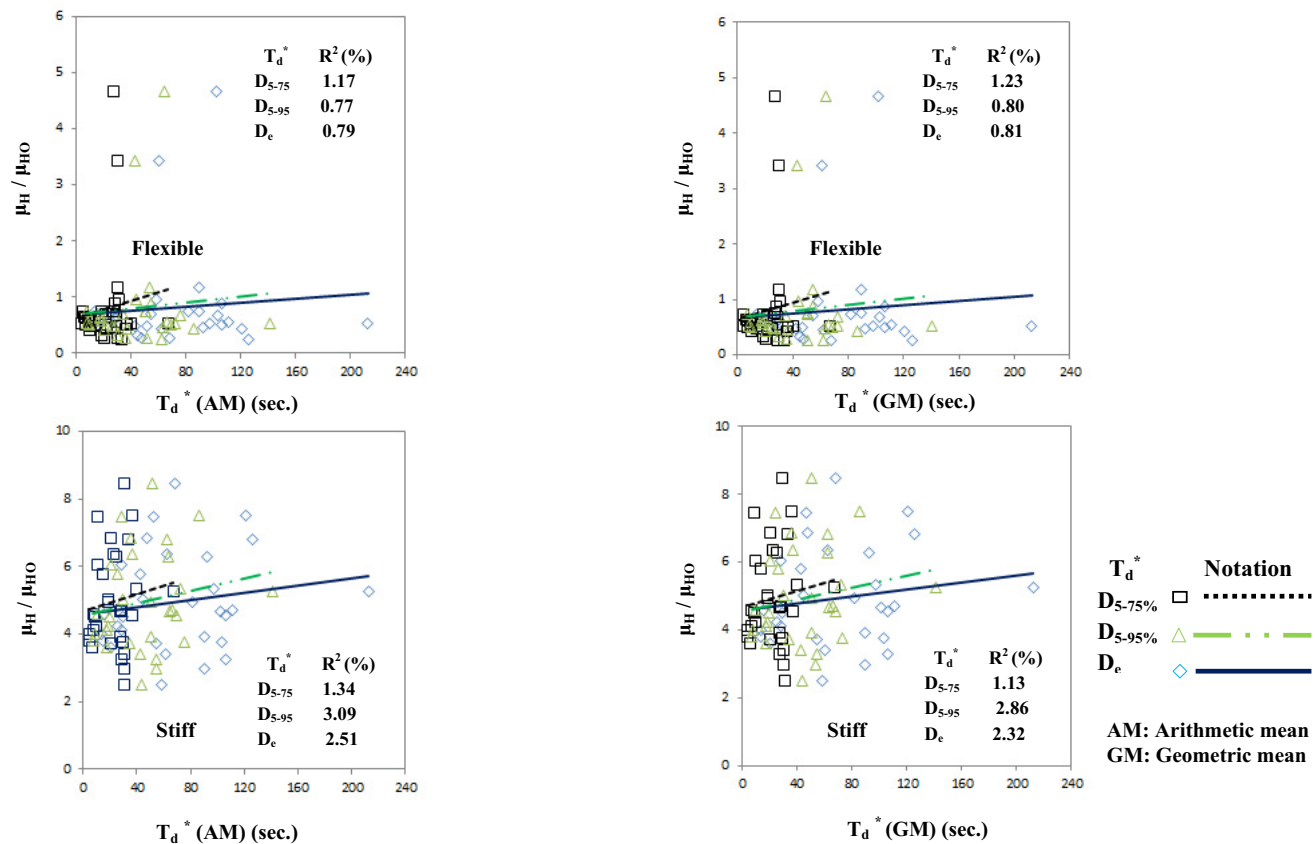 6
5
4
3
2
1
0
μH / μHO
Td* R2 (%)
D5-75 1.17
D5-95 0.77
De 0.79
Flexible
0 40 80 120 160 200 240
Td* (AM) (sec.)
6
5
4
3
2
1
0
μH / μHO
Td* R2 (%)
D5-75 1.23
D5-95 0.80
De 0.81
Flexible
0 40 80 120 160 200 240
Td* (GM) (sec.)
10
8
6
4
2
0
μH / μHO
Td* R2 (%)
D5-75 1.34
D5-95 3.09
De 2.51
Stiff
0 40 80 120 160 200 240
Td* (AM) (sec.)
10
8
6
4
2
0
μH / μHO
Td* R2 (%)
D5-75 1.13
D5-95 2.86
De 2.32
Stiff
0 40 80 120 160 200 240
Td* (GM) (sec.)
Td* Notation
D5-75%
D5-95%
De
AM: Arithmetic mean
GM: Geometric mean